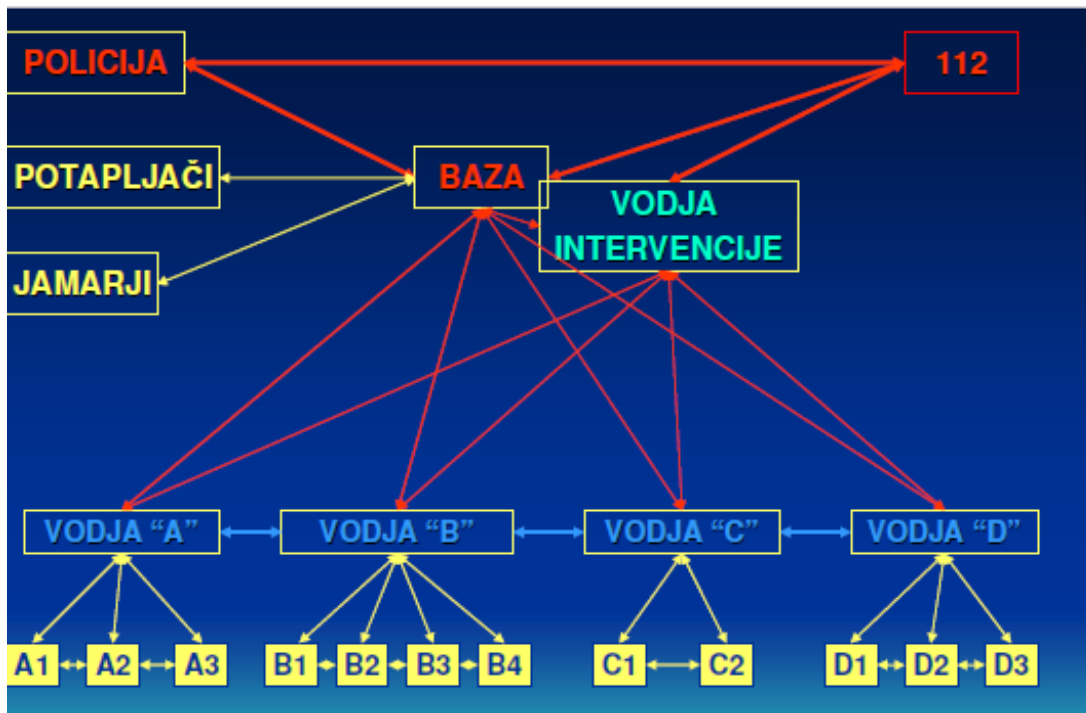 POLICIJA
112
POTAPLJAČI
BAZA
VODJA
INTERVENCIJE
JAMARJI
VODJA “A”
VODJA “B”
VODJA “C”
VODJA “D”
A1
A2
A3
B1
B2
B3
B4
C1
C2
D1
D2
D3